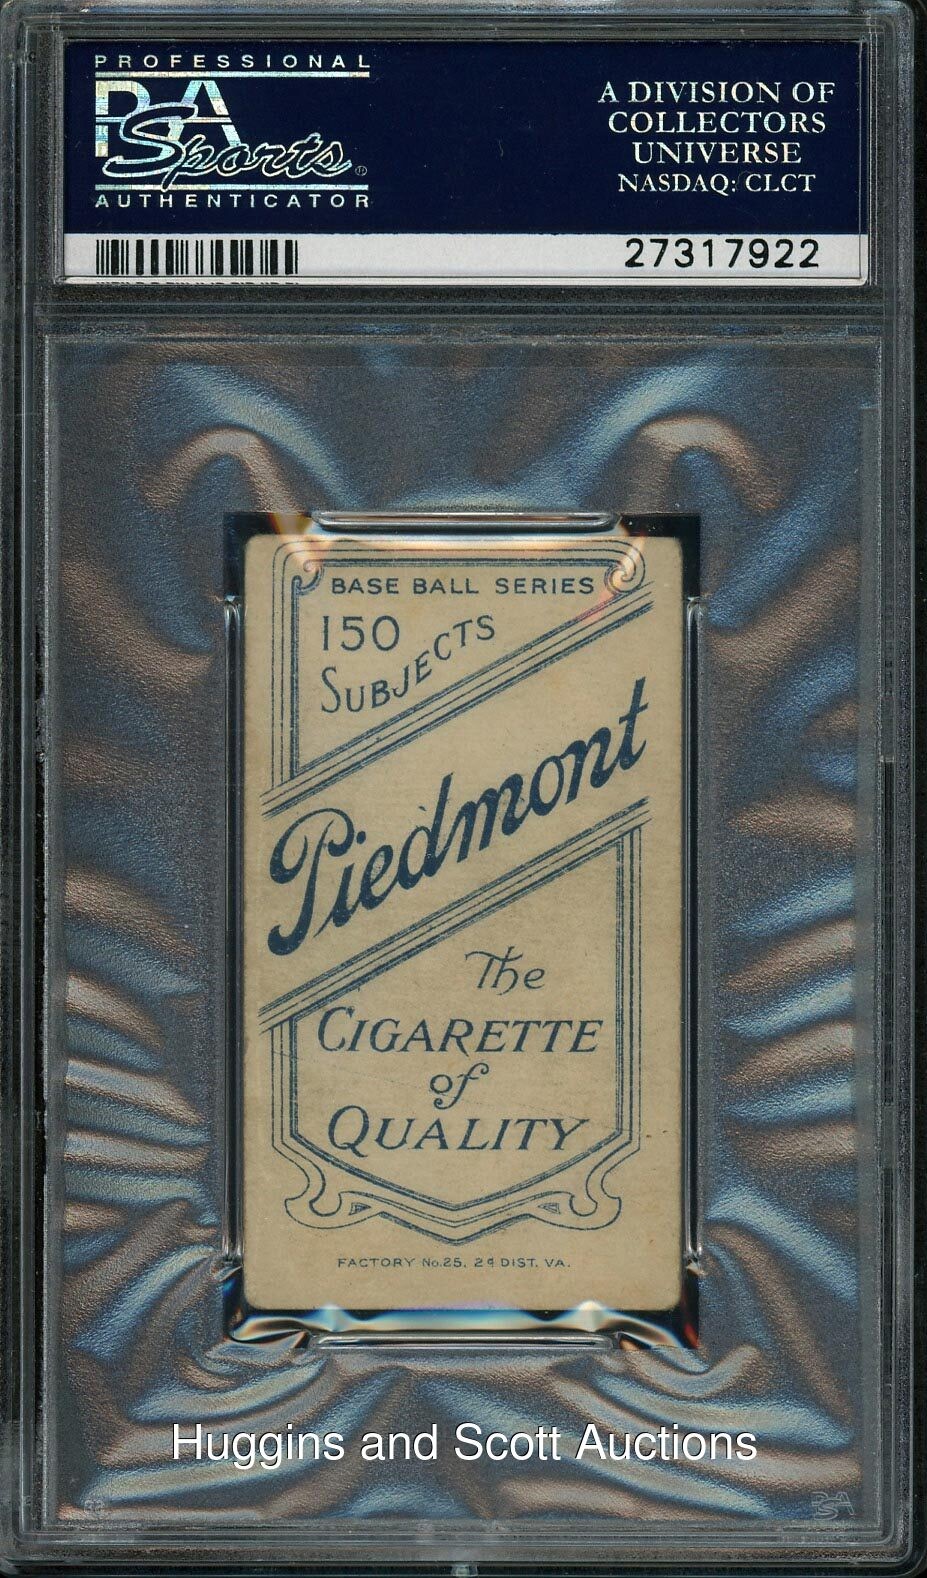 PROFESSIONAL
PSA
Sports®
AUTHENTICATOR
A DIVISION OF
COLLECTORS
UNIVERSE
NASDAQ: CLCT
27317922
BASE BALL SERIES
150
SUBJECTS
Piedmont
The
CIGARETTE
of
QUALITY
FACTORY No. 25, 2d DIST. VA.
Huggins and Scott Auctions
PSA